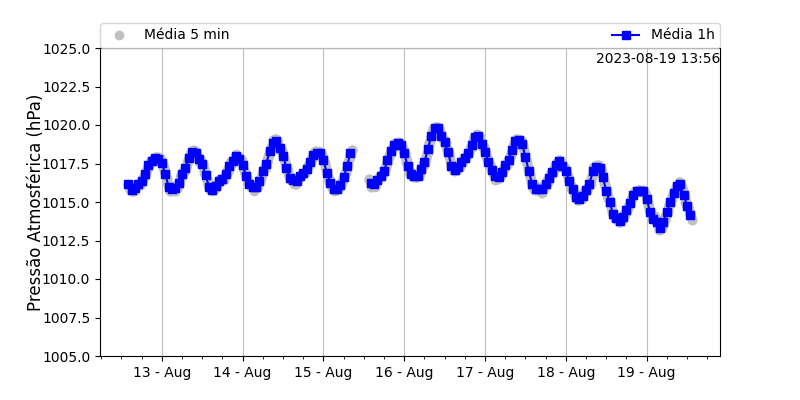 Média 5 min
Média 1h
2023-08-19 13:56
Pressão Atmosférica (hPa)
1025.0
1022.5
1020.0
1017.5
1015.0
1012.5
1010.0
1007.5
1005.0
13 - Aug
14 - Aug
15 - Aug
16 - Aug
17 - Aug
18 - Aug
19 - Aug